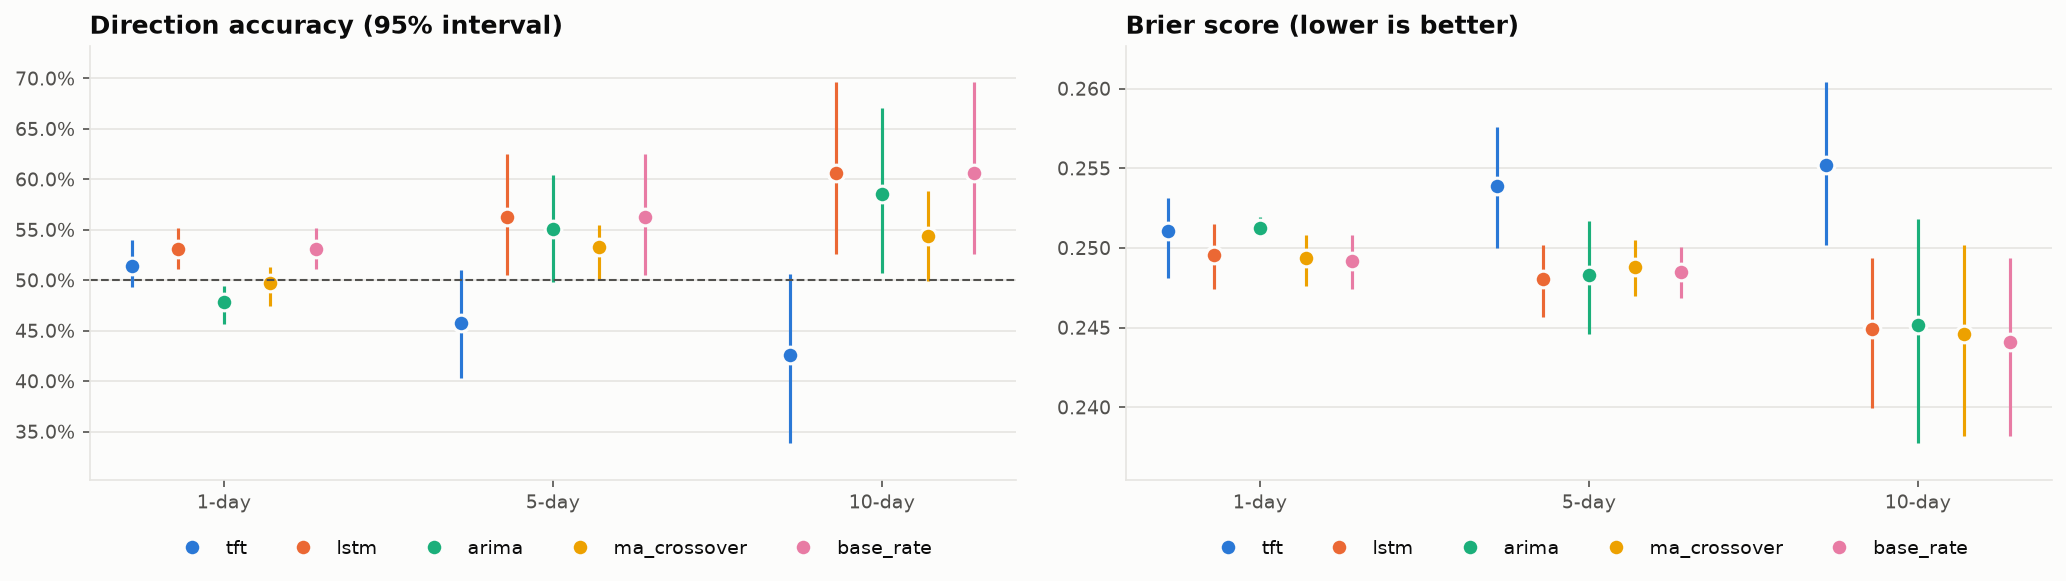 Direction accuracy (95% interval)
70.0%
65.0%
60.0%
55.0%
50.0%
45.0%
40.0%
35.0%
1-day 5-day 10-day
tft lstm arima ma_crossover base_rate
Brier score (lower is better)
0.260
0.255
0.250
0.245
0.240
1-day 5-day 10-day
tft lstm arima ma_crossover base_rate